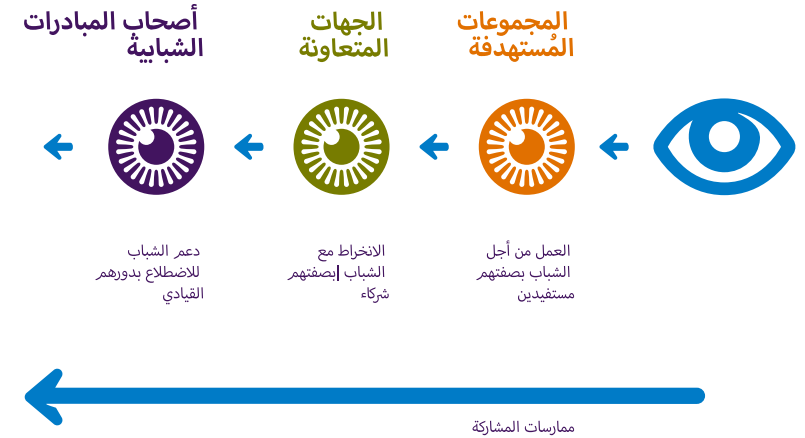 المجموعات
المُستهدفة
الجهات
المتعاونة
أصحاب المبادرات
الشبابية
العمل من أجل
الشباب بصفتهم
مستفيدين
الانخراط مع
الشباب بصفتهم
شركاء
دعم الشباب
للاضطلاع بدورهم
القيادي
ممارسات المشاركة